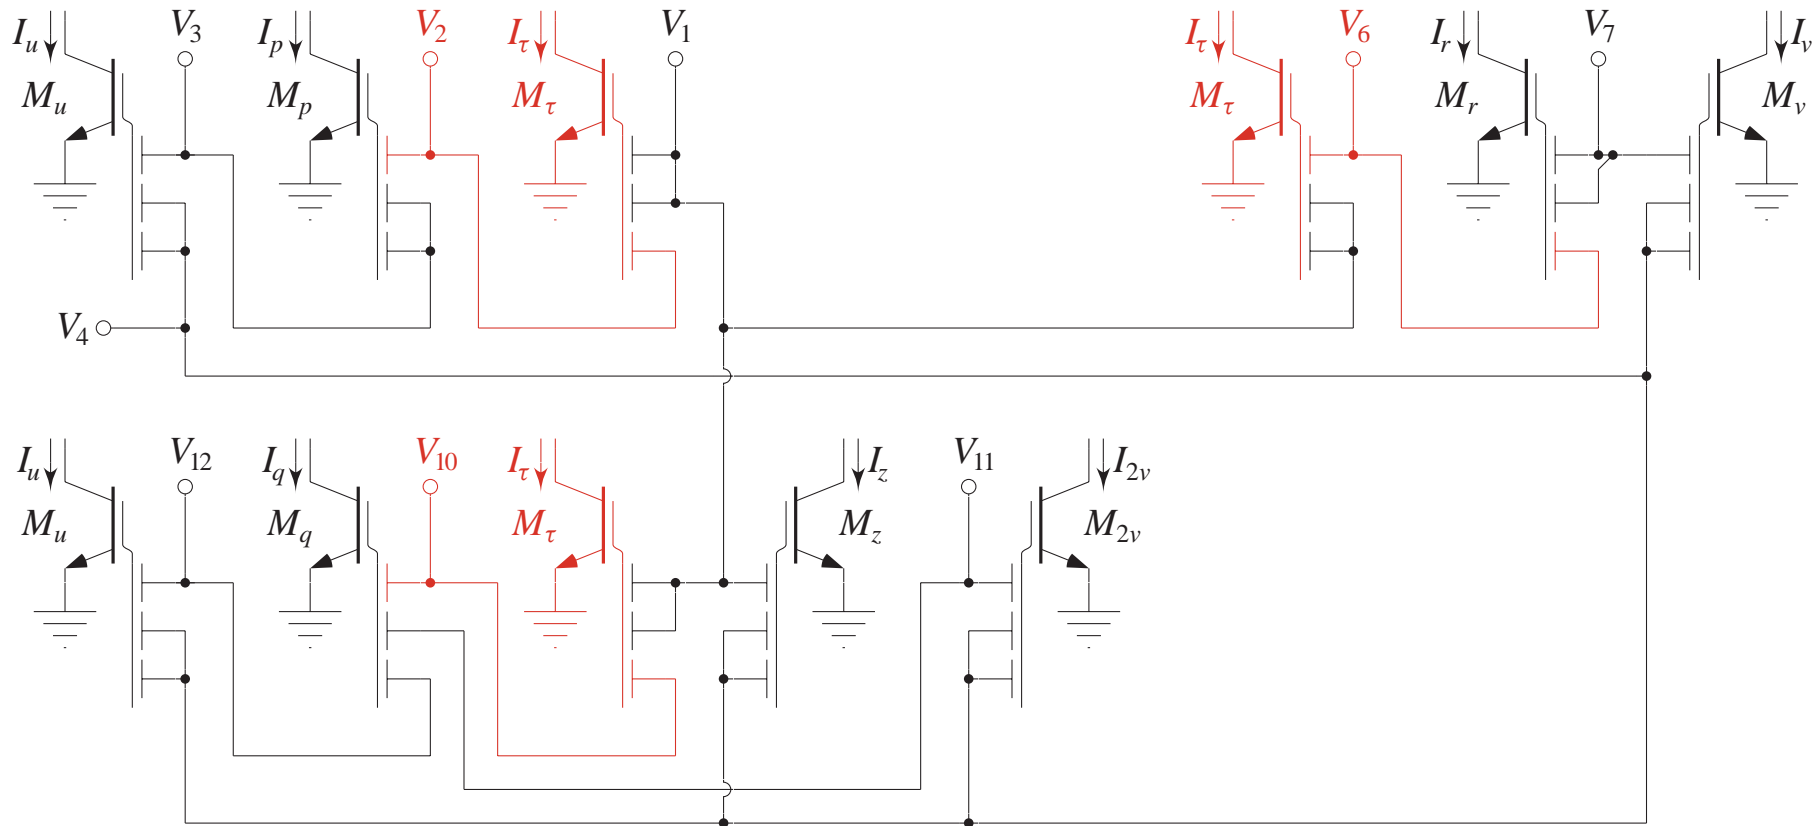 I_u V_3 I_p V_2 I_τ V_1 I_τ V_6 I_r V_7 I_v
M_u M_p M_τ M_τ M_r M_v
V_4
I_u V_12 I_q V_10 I_τ I_z V_11 I_2v
M_u M_q M_τ M_z M_2v